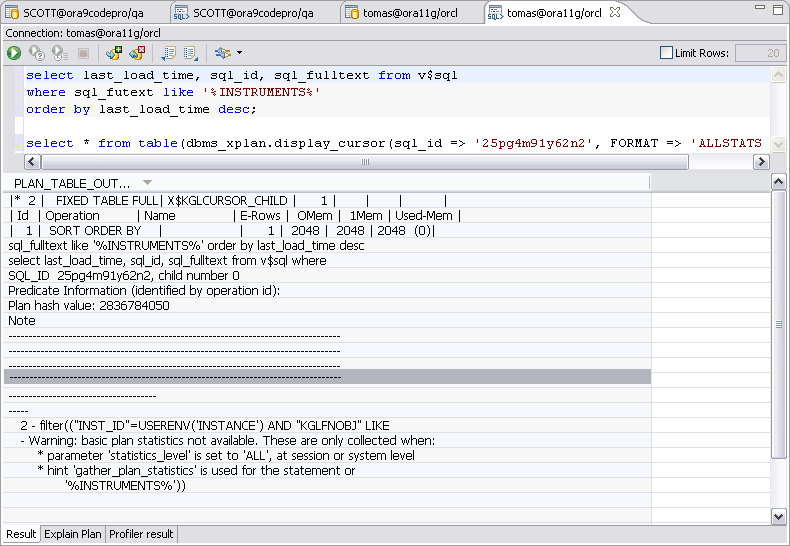 SCOTT@ora9codepro/qa SCOTT@ora9codepro/qa tomas@ora11g/orcl tomas@ora11g/orcl
Connection: tomas@ora11g/orcl
Limit Rows: 20
select last_load_time, sql_id, sql_fulltext from v$sql
where sql_futext like '%INSTRUMENTS%'
order by last_load_time desc;
select * from table(dbms_xplan.display_cursor(sql_id => '25pg4m91y62n2', FORMAT => 'ALLSTATS
PLAN_TABLE_OUT...
|* 2 | FIXED TABLE FULL| X$KGLCURSOR_CHILD | 1 | | | |
| Id | Operation | Name | E-Rows | OMem | 1Mem | Used-Mem |
| 1 | SORT ORDER BY | | 1 | 2048 | 2048 | 2048 (0)|
sql_fulltext like '%INSTRUMENTS%' order by last_load_time desc
select last_load_time, sql_id, sql_fulltext from v$sql where
SQL_ID 25pg4m91y62n2, child number 0
Predicate Information (identified by operation id):
Plan hash value: 2836784050
Note
-----------------------------------------------------------------------------------
-----------------------------------------------------------------------------------
-----------------------------------------------------------------------------------
-----------------------------------------------------------------------------------
-------------------------------------
-----
2 - filter(("INST_ID"=USERENV('INSTANCE') AND "KGLFNOBJ" LIKE
- Warning: basic plan statistics not available. These are only collected when:
* parameter 'statistics_level' is set to 'ALL', at session or system level
* hint 'gather_plan_statistics' is used for the statement or
'%INSTRUMENTS%'))
Result Explain Plan Profiler result